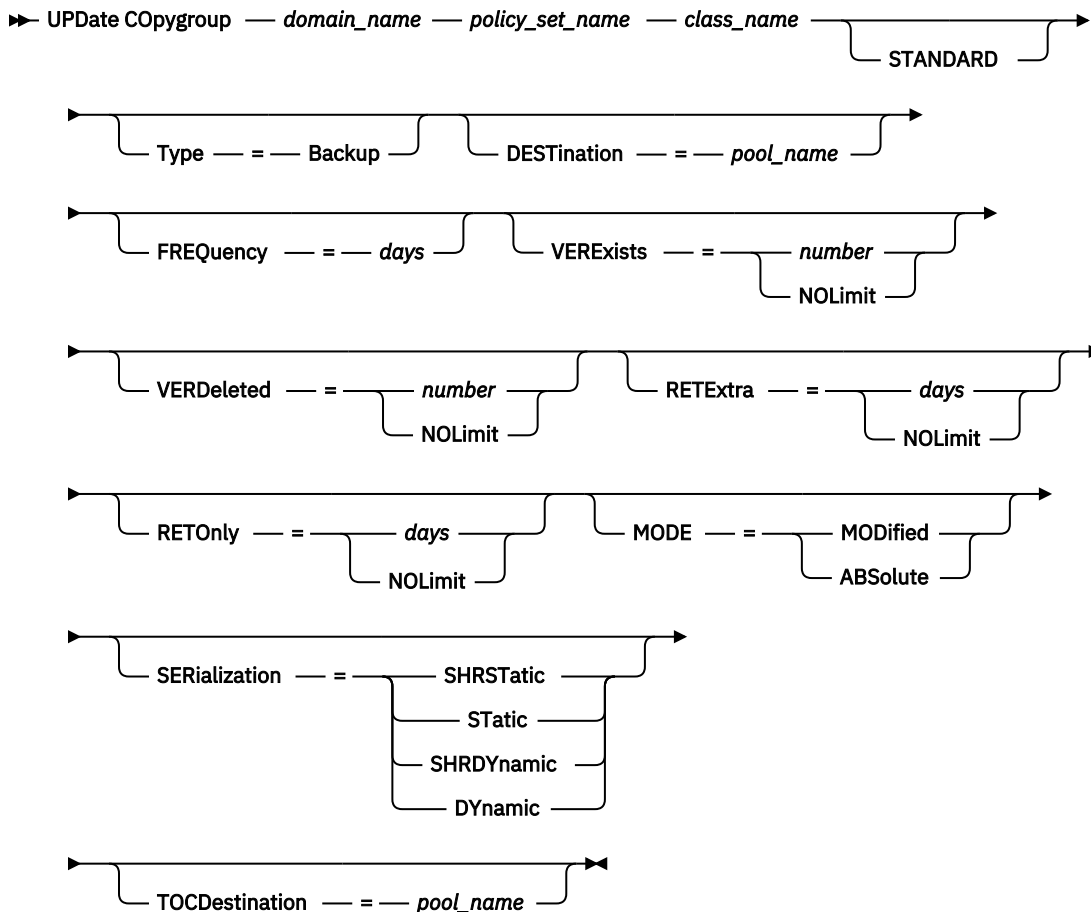 UPDate COpygroup domain_name policy_set_name class_name
STANDARD
Type = Backup DESTination = pool_name
FREQuency = days VERExists = number
NOLimit
VERDeleted = number RETExtra = days
NOLimit NOLimit
RETOnly = days MODE = MODified
NOLimit ABSolute
SERialization = SHRSTatic
STatic
SHRDYnamic
DYnamic
TOCDestination = pool_name